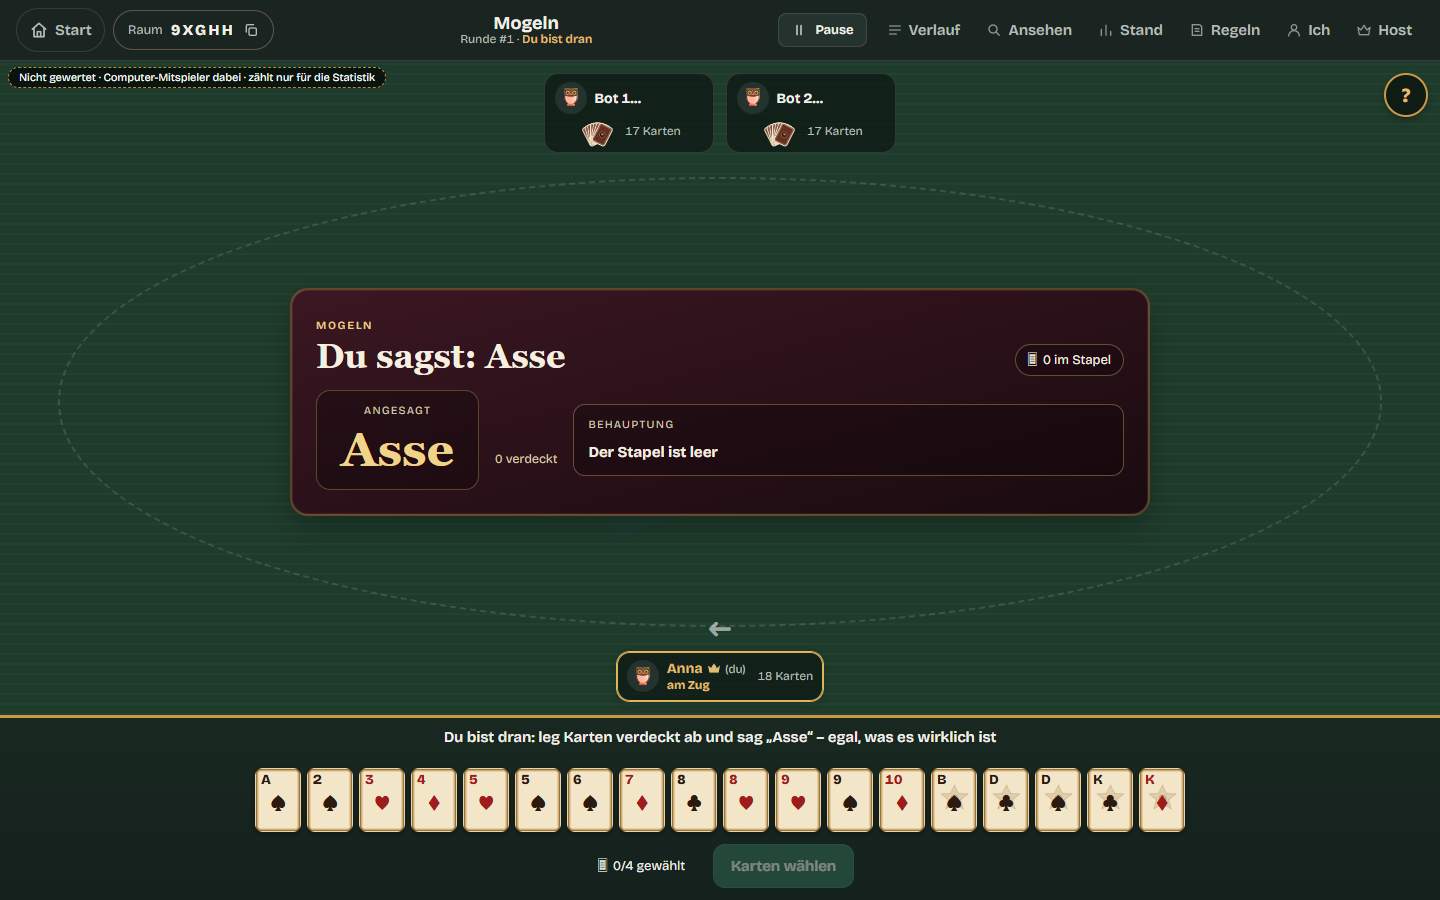 Start
Raum 9XGHH
Mogeln
Runde #1 · Du bist dran
Pause
Verlauf
Ansehen
Stand
Regeln
Ich
Host
Nicht gewertet · Computer-Mitspieler dabei · zählt nur für die Statistik
Bot 1...
17 Karten
Bot 2...
17 Karten
?
MOGELN
Du sagst: Asse
0 im Stapel
ANGESAGT
Asse
0 verdeckt
BEHAUPTUNG
Der Stapel ist leer
Anna (du)
am Zug
18 Karten
Du bist dran: leg Karten verdeckt ab und sag „Asse“ – egal, was es wirklich ist
A 2 3 4 5 5 6 7 8 8 9 9 10 B D D K K
0/4 gewählt
Karten wählen